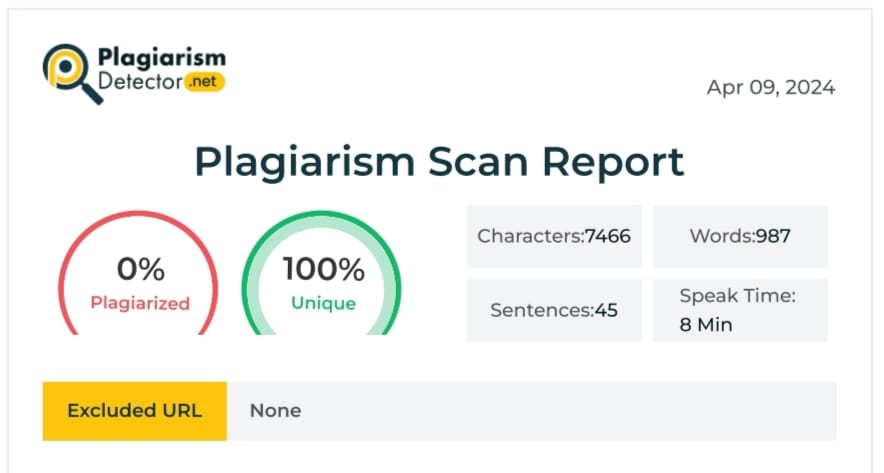 Plagiarism
Detector.net
Apr 09, 2024
Plagiarism Scan Report
0%
Plagiarized
100%
Unique
Characters:7466
Words:987
Sentences:45
Speak Time:
8 Min
Excluded URL
None